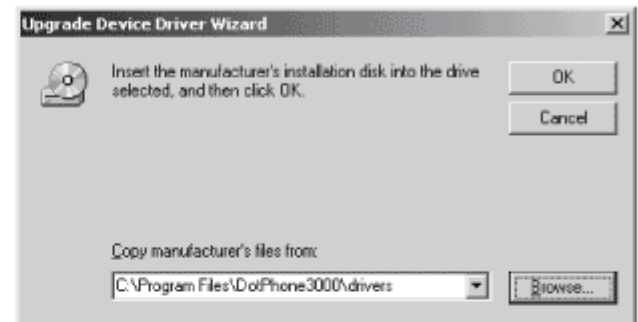 Upgrade Device Driver Wizard
Insert the manufacturer's installation disk into the drive
selected, and then click OK.
OK
Cancel
Copy manufacturer's files from:
C:\Program Files\DotPhone3000\drivers
Browse...